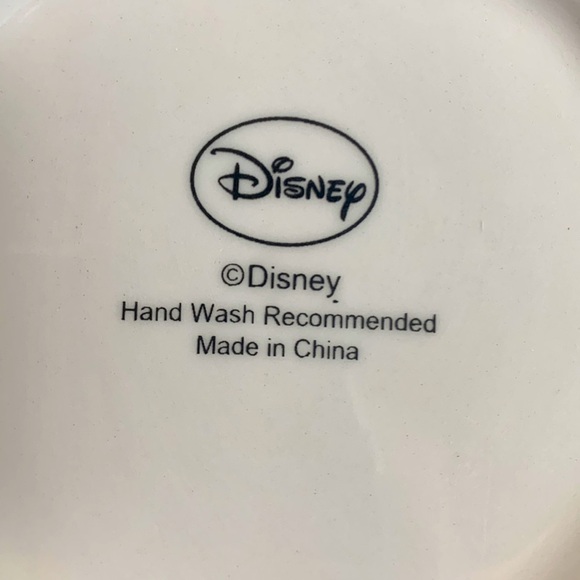 Disney
©Disney
Hand Wash Recommended
Made in China